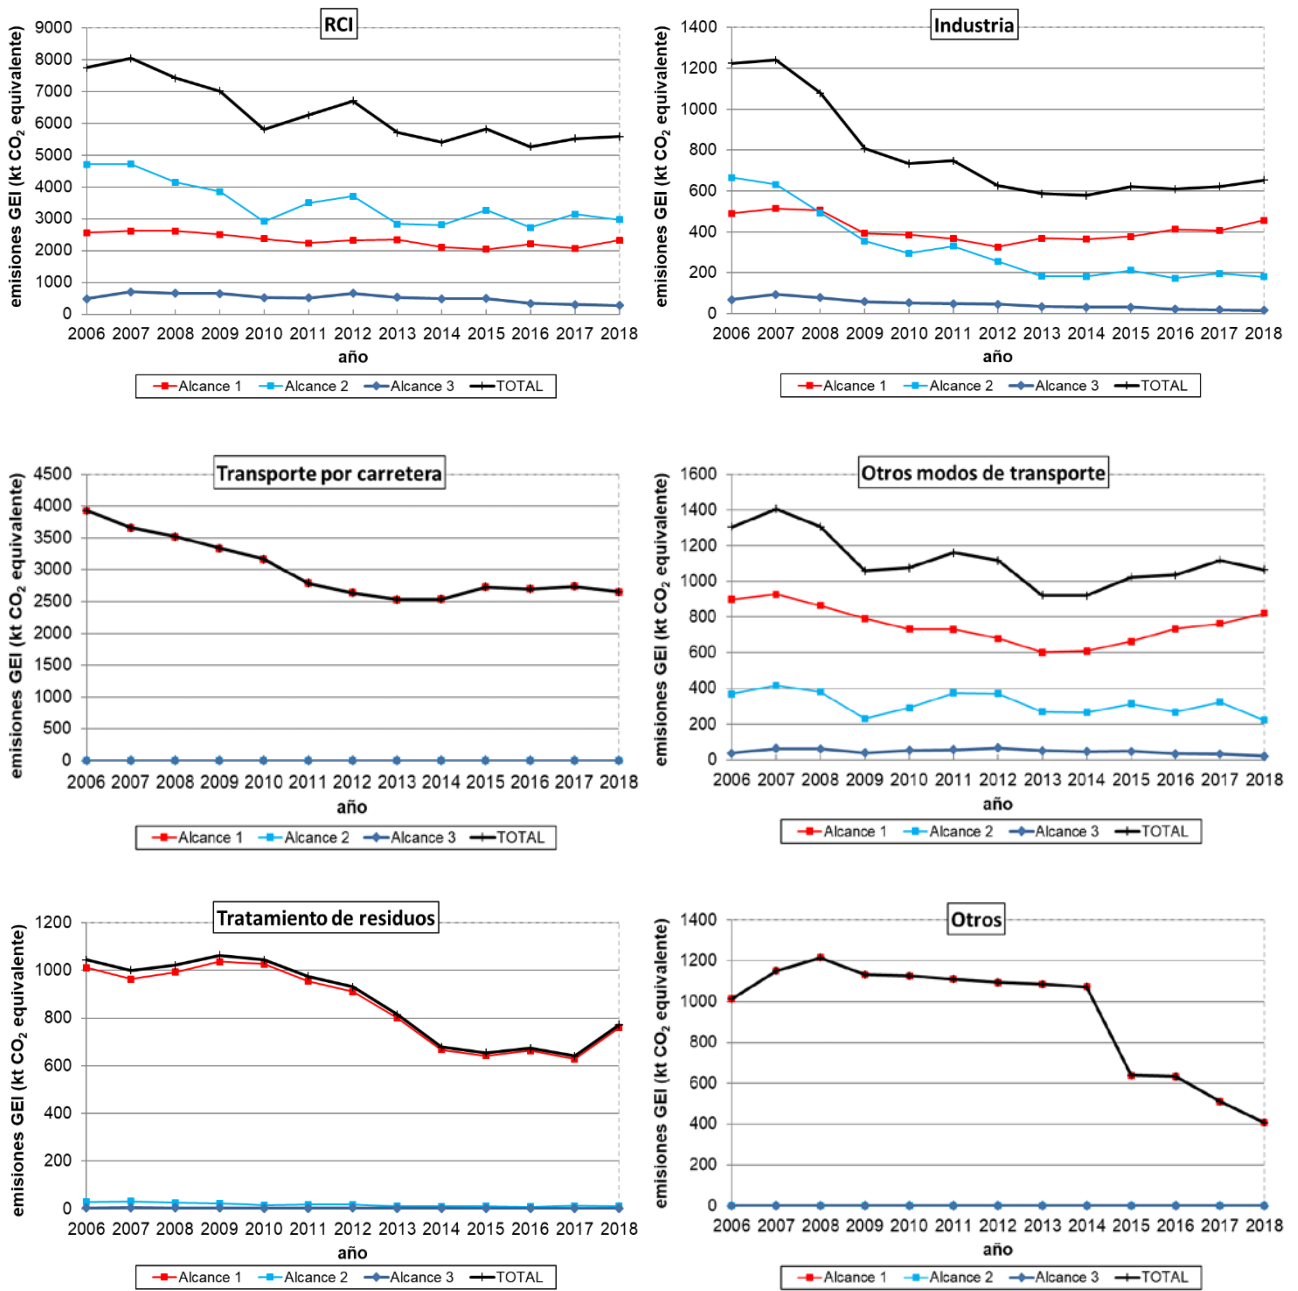 RCI
emisiones GEI (kt CO₂ equivalente)
9000
8000
7000
6000
5000
4000
3000
2000
1000
0
2006 2007 2008 2009 2010 2011 2012 2013 2014 2015 2016 2017 2018
año
Alcance 1 Alcance 2 Alcance 3 TOTAL
Industria
emisiones GEI (kt CO₂ equivalente)
1400
1200
1000
800
600
400
200
0
2006 2007 2008 2009 2010 2011 2012 2013 2014 2015 2016 2017 2018
año
Alcance 1 Alcance 2 Alcance 3 TOTAL
Transporte por carretera
emisiones GEI (kt CO₂ equivalente)
4500
4000
3500
3000
2500
2000
1500
1000
500
0
2006 2007 2008 2009 2010 2011 2012 2013 2014 2015 2016 2017 2018
año
Alcance 1 Alcance 2 Alcance 3 TOTAL
Otros modos de transporte
emisiones GEI (kt CO₂ equivalente)
1600
1400
1200
1000
800
600
400
200
0
2006 2007 2008 2009 2010 2011 2012 2013 2014 2015 2016 2017 2018
año
Alcance 1 Alcance 2 Alcance 3 TOTAL
Tratamiento de residuos
emisiones GEI (kt CO₂ equivalente)
1200
1000
800
600
400
200
0
2006 2007 2008 2009 2010 2011 2012 2013 2014 2015 2016 2017 2018
año
Alcance 1 Alcance 2 Alcance 3 TOTAL
Otros
emisiones GEI (kt CO₂ equivalente)
1400
1200
1000
800
600
400
200
0
2006 2007 2008 2009 2010 2011 2012 2013 2014 2015 2016 2017 2018
año
Alcance 1 Alcance 2 Alcance 3 TOTAL